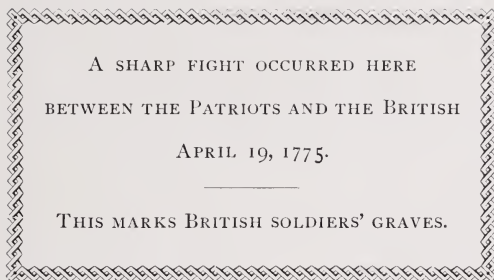 A SHARP FIGHT OCCURRED HERE
BETWEEN THE PATRIOTS AND THE BRITISH
APRIL 19, 1775.
THIS MARKS BRITISH SOLDIERS' GRAVES.